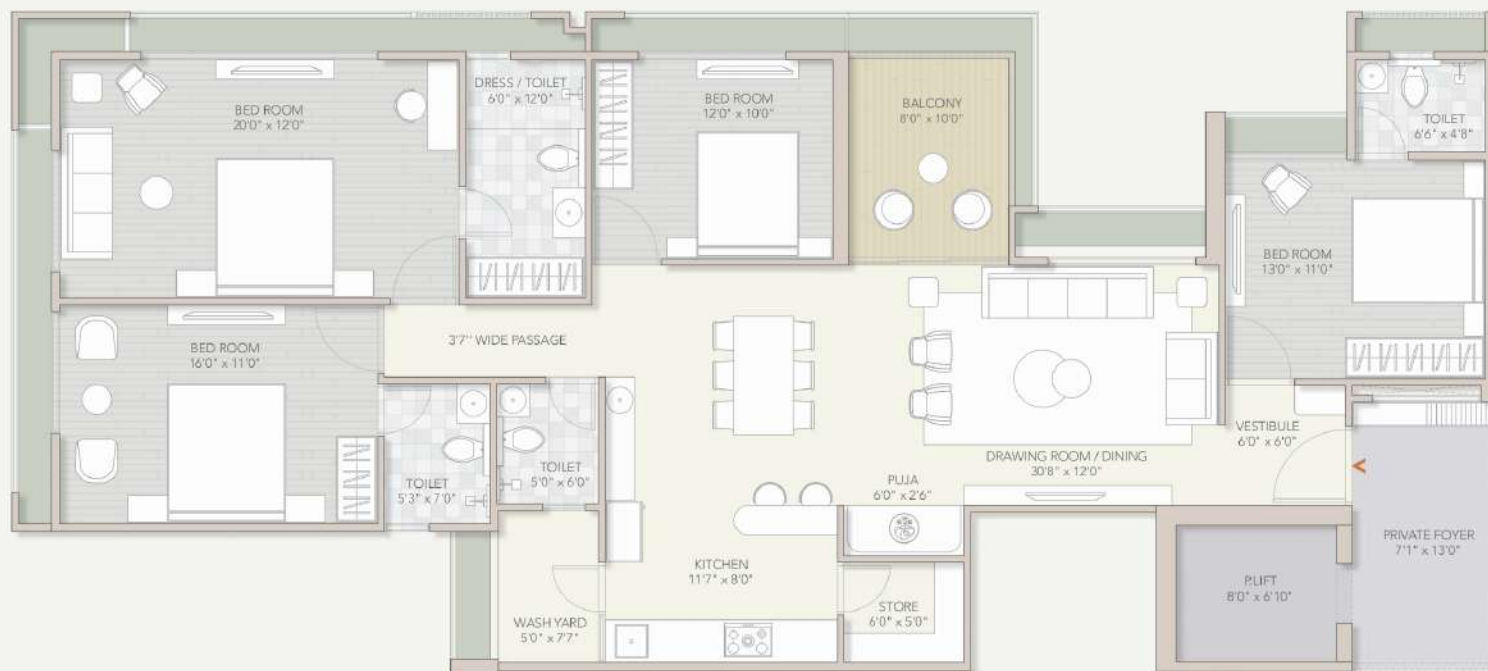 DRESS / TOILET
6'0" x 12'0"
BED ROOM
20'0" x 12'0"
BED ROOM
12'0" x 10'0"
BALCONY
8'0" x 10'0"
TOILET
6'6" x 4'8"
BED ROOM
13'0" x 11'0"
3'7" WIDE PASSAGE
BED ROOM
16'0" x 11'0"
VESTIBULE
6'0" x 6'0"
DRAWING ROOM / DINING
30'8" x 12'0"
TOILET
5'0" x 6'0"
TOILET
5'3" x 7'0"
PUJA
6'0" x 2'6"
PRIVATE FOYER
7'1" x 13'0"
KITCHEN
11'7" x 8'0"
P.LIFT
8'0" x 6'10"
STORE
6'0" x 5'0"
WASH YARD
5'0" x 7'7"